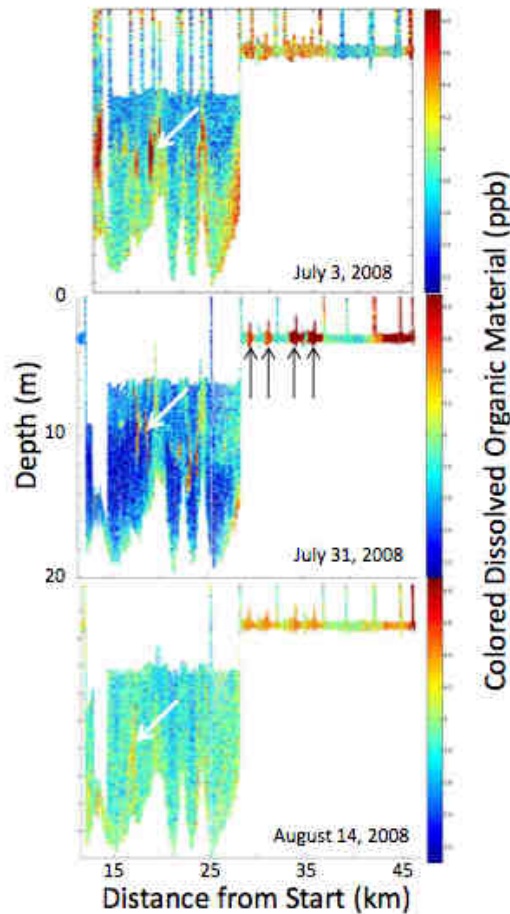 July 3, 2008
0
10
20
Depth (m)
July 31, 2008
August 14, 2008
15
25
35
45
Distance from Start (km)
Colored Dissolved Organic Material (ppb)